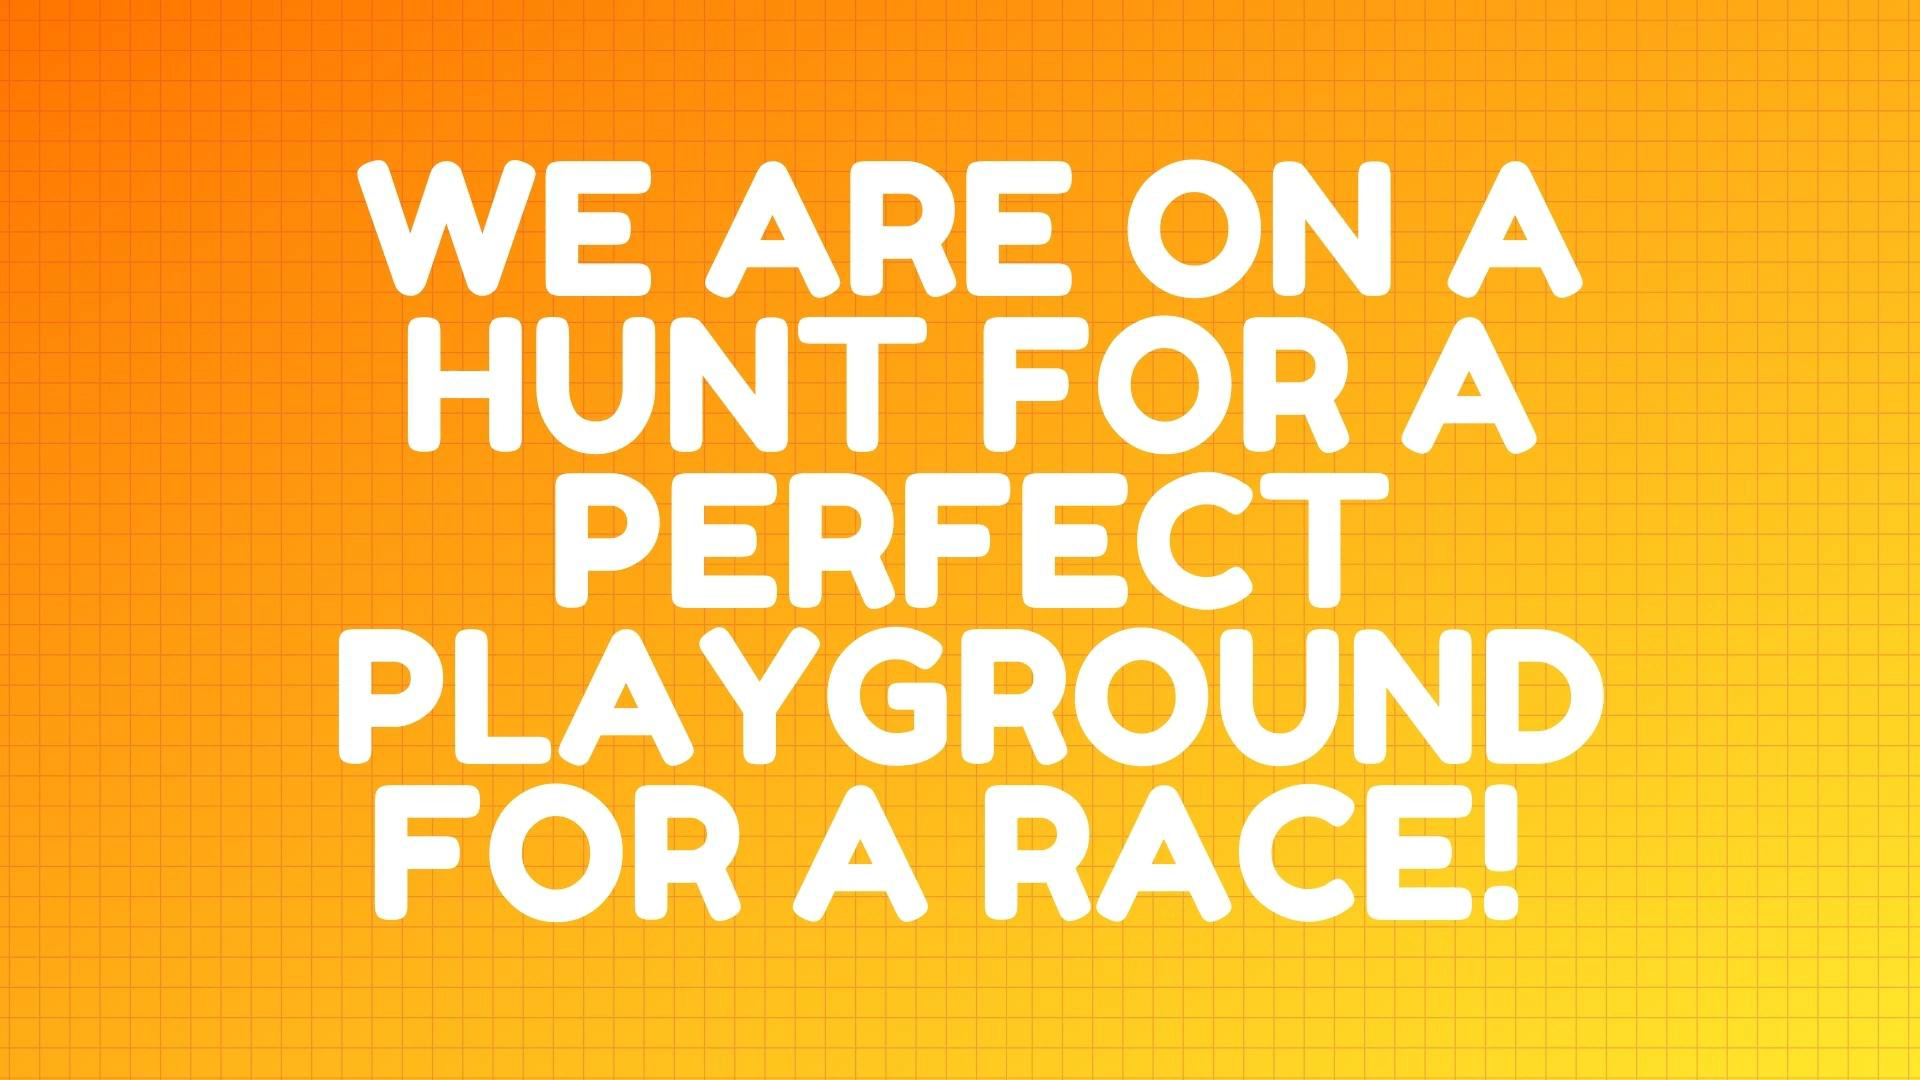 WE ARE ON A
HUNT FOR A
PERFECT
PLAYGROUND
FOR A RACE!